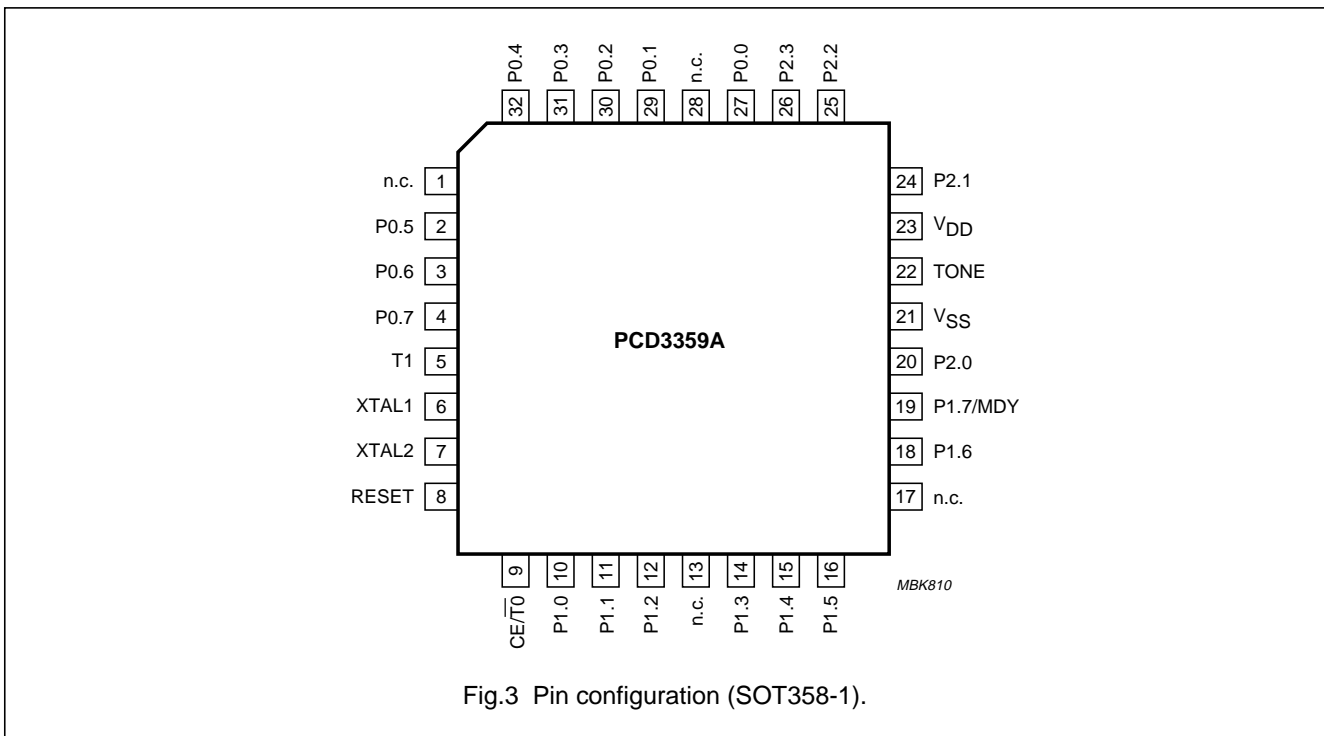 P0.4 P0.3 P0.2 P0.1 n.c. P0.0 P2.3 P2.2
32 31 30 29 28 27 26 25
n.c. 1
P0.5 2
P0.6 3
P0.7 4
T1 5
XTAL1 6
XTAL2 7
RESET 8
PCD3359A
24 P2.1
23 VDD
22 TONE
21 VSS
20 P2.0
19 P1.7/MDY
18 P1.6
17 n.c.
9 10 11 12 13 14 15 16
CE/T̅0̅ P1.0 P1.1 P1.2 n.c. P1.3 P1.4 P1.5
MBK810
Fig.3 Pin configuration (SOT358-1).